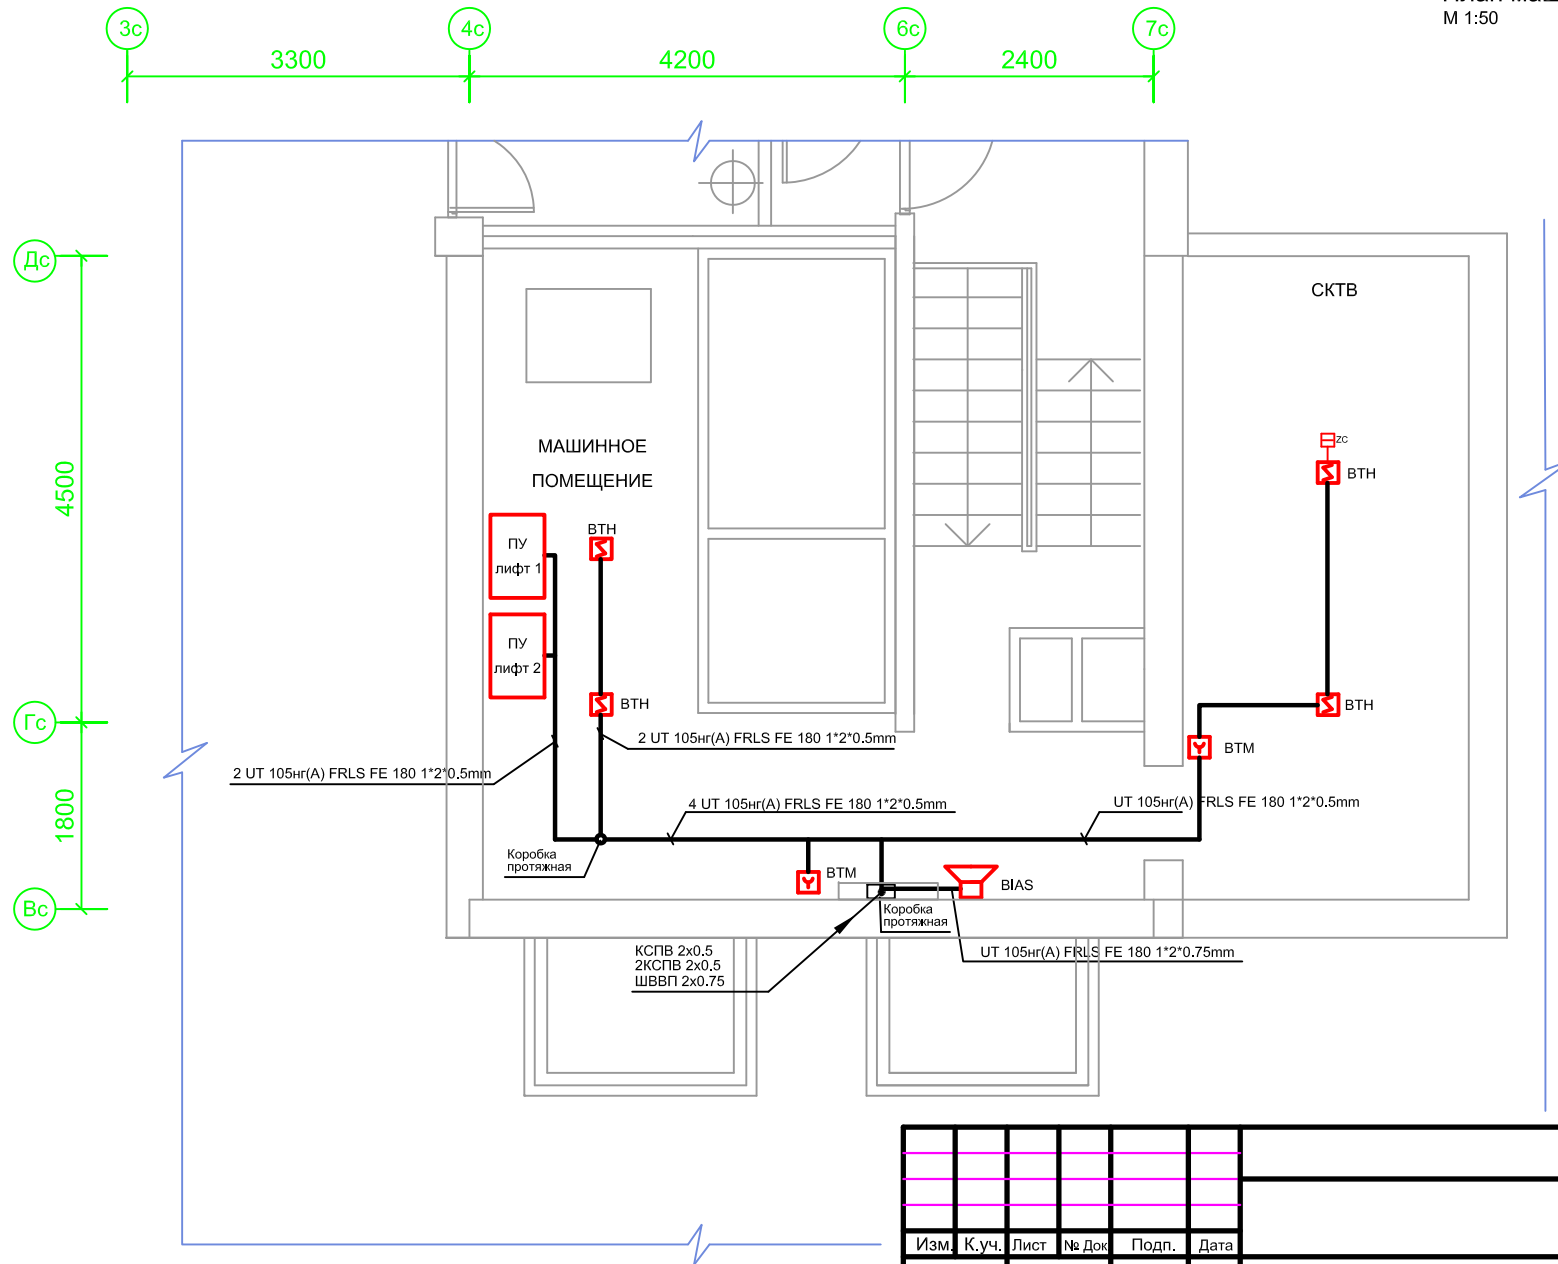 М 1:50
3с
4с
6с
7с
3300
4200
2400
Дс
СКТВ
МАШИННОЕ
ПОМЕЩЕНИЕ
4500
zc
ВТН
ВТН
ПУ
лифт 1
ПУ
лифт 2
ВТН
ВТН
Гс
2 UT 105нг(А) FRLS FE 180 1*2*0.5mm
ВТМ
2 UT 105нг(А) FRLS FE 180 1*2*0.5mm
1800
4 UT 105нг(А) FRLS FE 180 1*2*0.5mm
UT 105нг(А) FRLS FE 180 1*2*0.5mm
Коробка
протяжная
ВТМ
BIAS
Вс
Коробка
протяжная
КСПВ 2х0.5
2КСПВ 2х0.5
ШВВП 2х0.75
UT 105нг(А) FRLS FE 180 1*2*0.75mm
Изм. К.уч. Лист № Док Подп. Дата